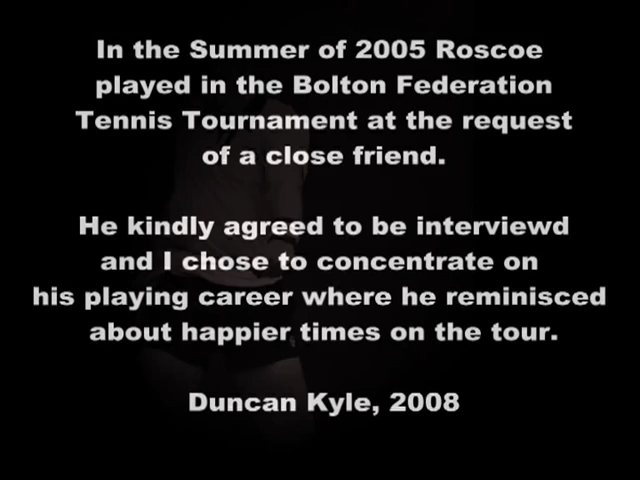 In the Summer of 2005 Roscoe
played in the Bolton Federation
Tennis Tournament at the request
of a close friend.
He kindly agreed to be interviewd
and I chose to concentrate on
his playing career where he reminisced
about happier times on the tour.
Duncan Kyle, 2008